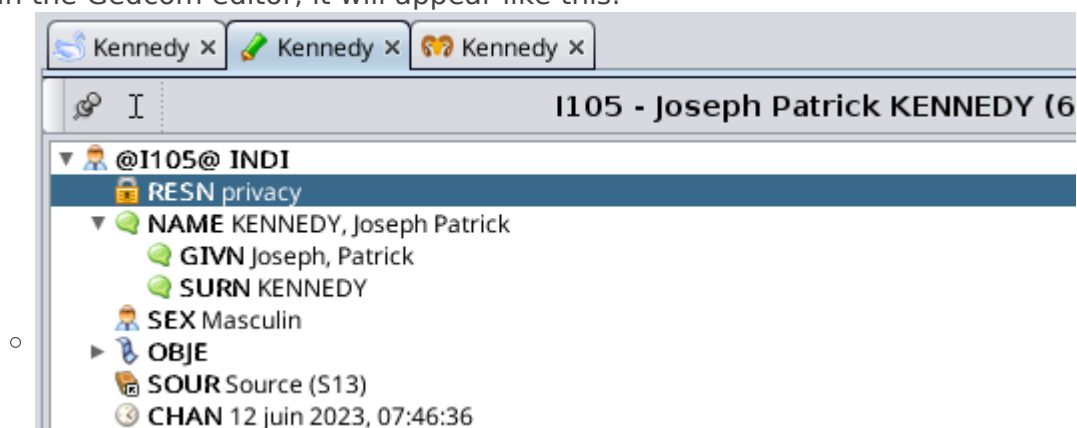 in the Gedcom editor, it will appear like this:
Kennedy × Kennedy × Kennedy ×
I105 - Joseph Patrick KENNEDY (6
@I105@ INDI
RESN privacy
NAME KENNEDY, Joseph Patrick
GIVN Joseph, Patrick
SURN KENNEDY
SEX Masculin
OBJE
SOUR Source (S13)
CHAN 12 juin 2023, 07:46:36